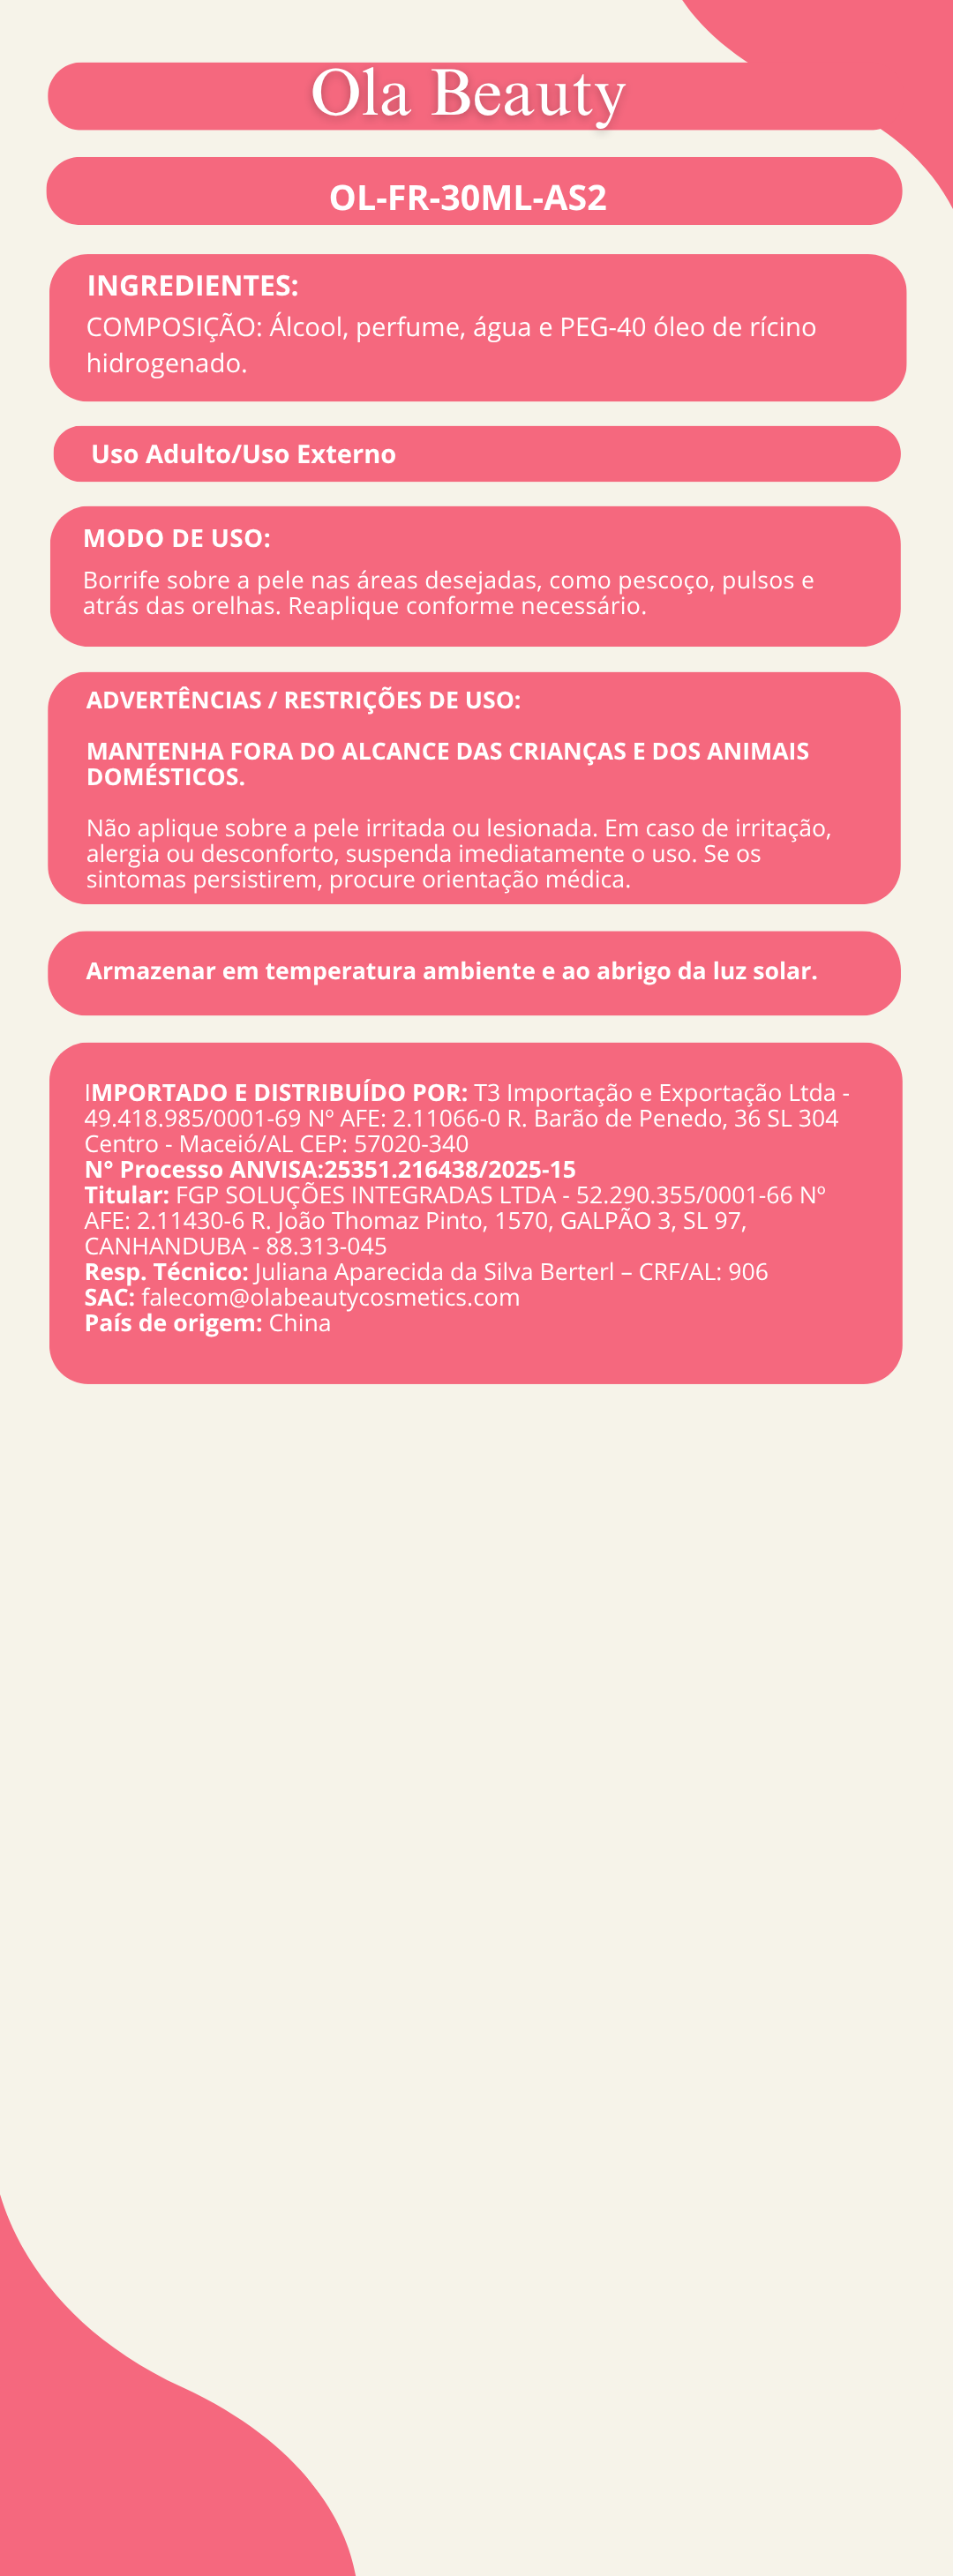 Ola Beauty
OL-FR-30ML-AS2
INGREDIENTES:
COMPOSIÇÃO: Álcool, perfume, água e PEG-40 óleo de rícino
hidrogenado.
Uso Adulto/Uso Externo
MODO DE USO:
Borrife sobre a pele nas áreas desejadas, como pescoço, pulsos e
atrás das orelhas. Reaplique conforme necessário.
ADVERTÊNCIAS / RESTRIÇÕES DE USO:
MANTENHA FORA DO ALCANCE DAS CRIANÇAS E DOS ANIMAIS
DOMÉSTICOS.
Não aplique sobre a pele irritada ou lesionada. Em caso de irritação,
alergia ou desconforto, suspenda imediatamente o uso. Se os
sintomas persistirem, procure orientação médica.
Armazenar em temperatura ambiente e ao abrigo da luz solar.
IMPORTADO E DISTRIBUÍDO POR: T3 Importação e Exportação Ltda -
49.418.985/0001-69 Nº AFE: 2.11066-0 R. Barão de Penedo, 36 SL 304
Centro - Maceió/AL CEP: 57020-340
N° Processo ANVISA:25351.216438/2025-15
Titular: FGP SOLUÇÕES INTEGRADAS LTDA - 52.290.355/0001-66 Nº
AFE: 2.11430-6 R. João Thomaz Pinto, 1570, GALPÃO 3, SL 97,
CANHANDUBA - 88.313-045
Resp. Técnico: Juliana Aparecida da Silva Berterl – CRF/AL: 906
SAC: falecom@olabeautycosmetics.com
País de origem: China